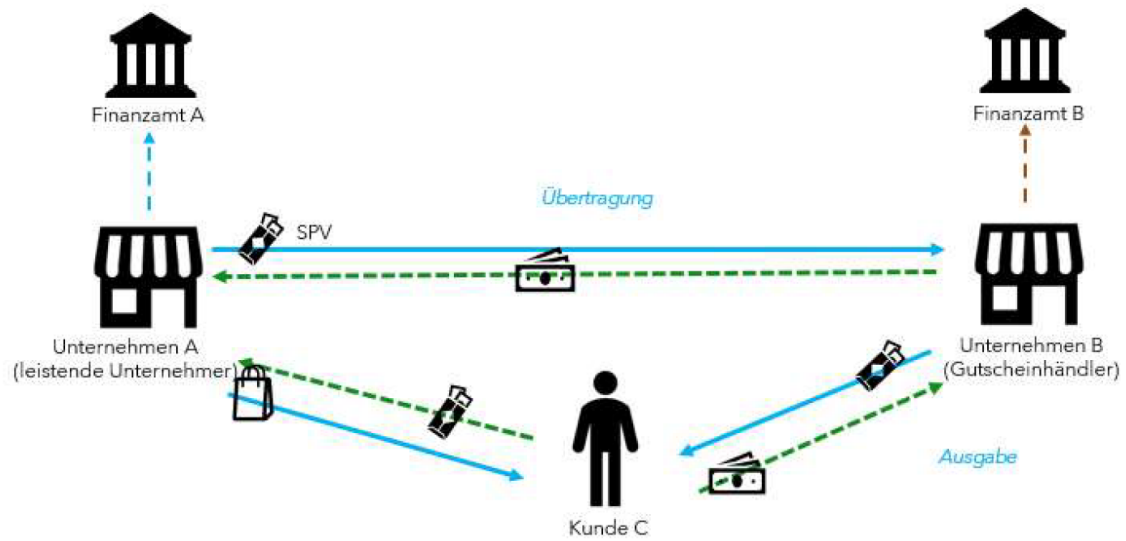 Finanzamt A
Finanzamt B
Übertragung
SPV
Unternehmen A
(leistende Unternehmer)
Unternehmen B
(Gutscheinhändler)
Ausgabe
Kunde C